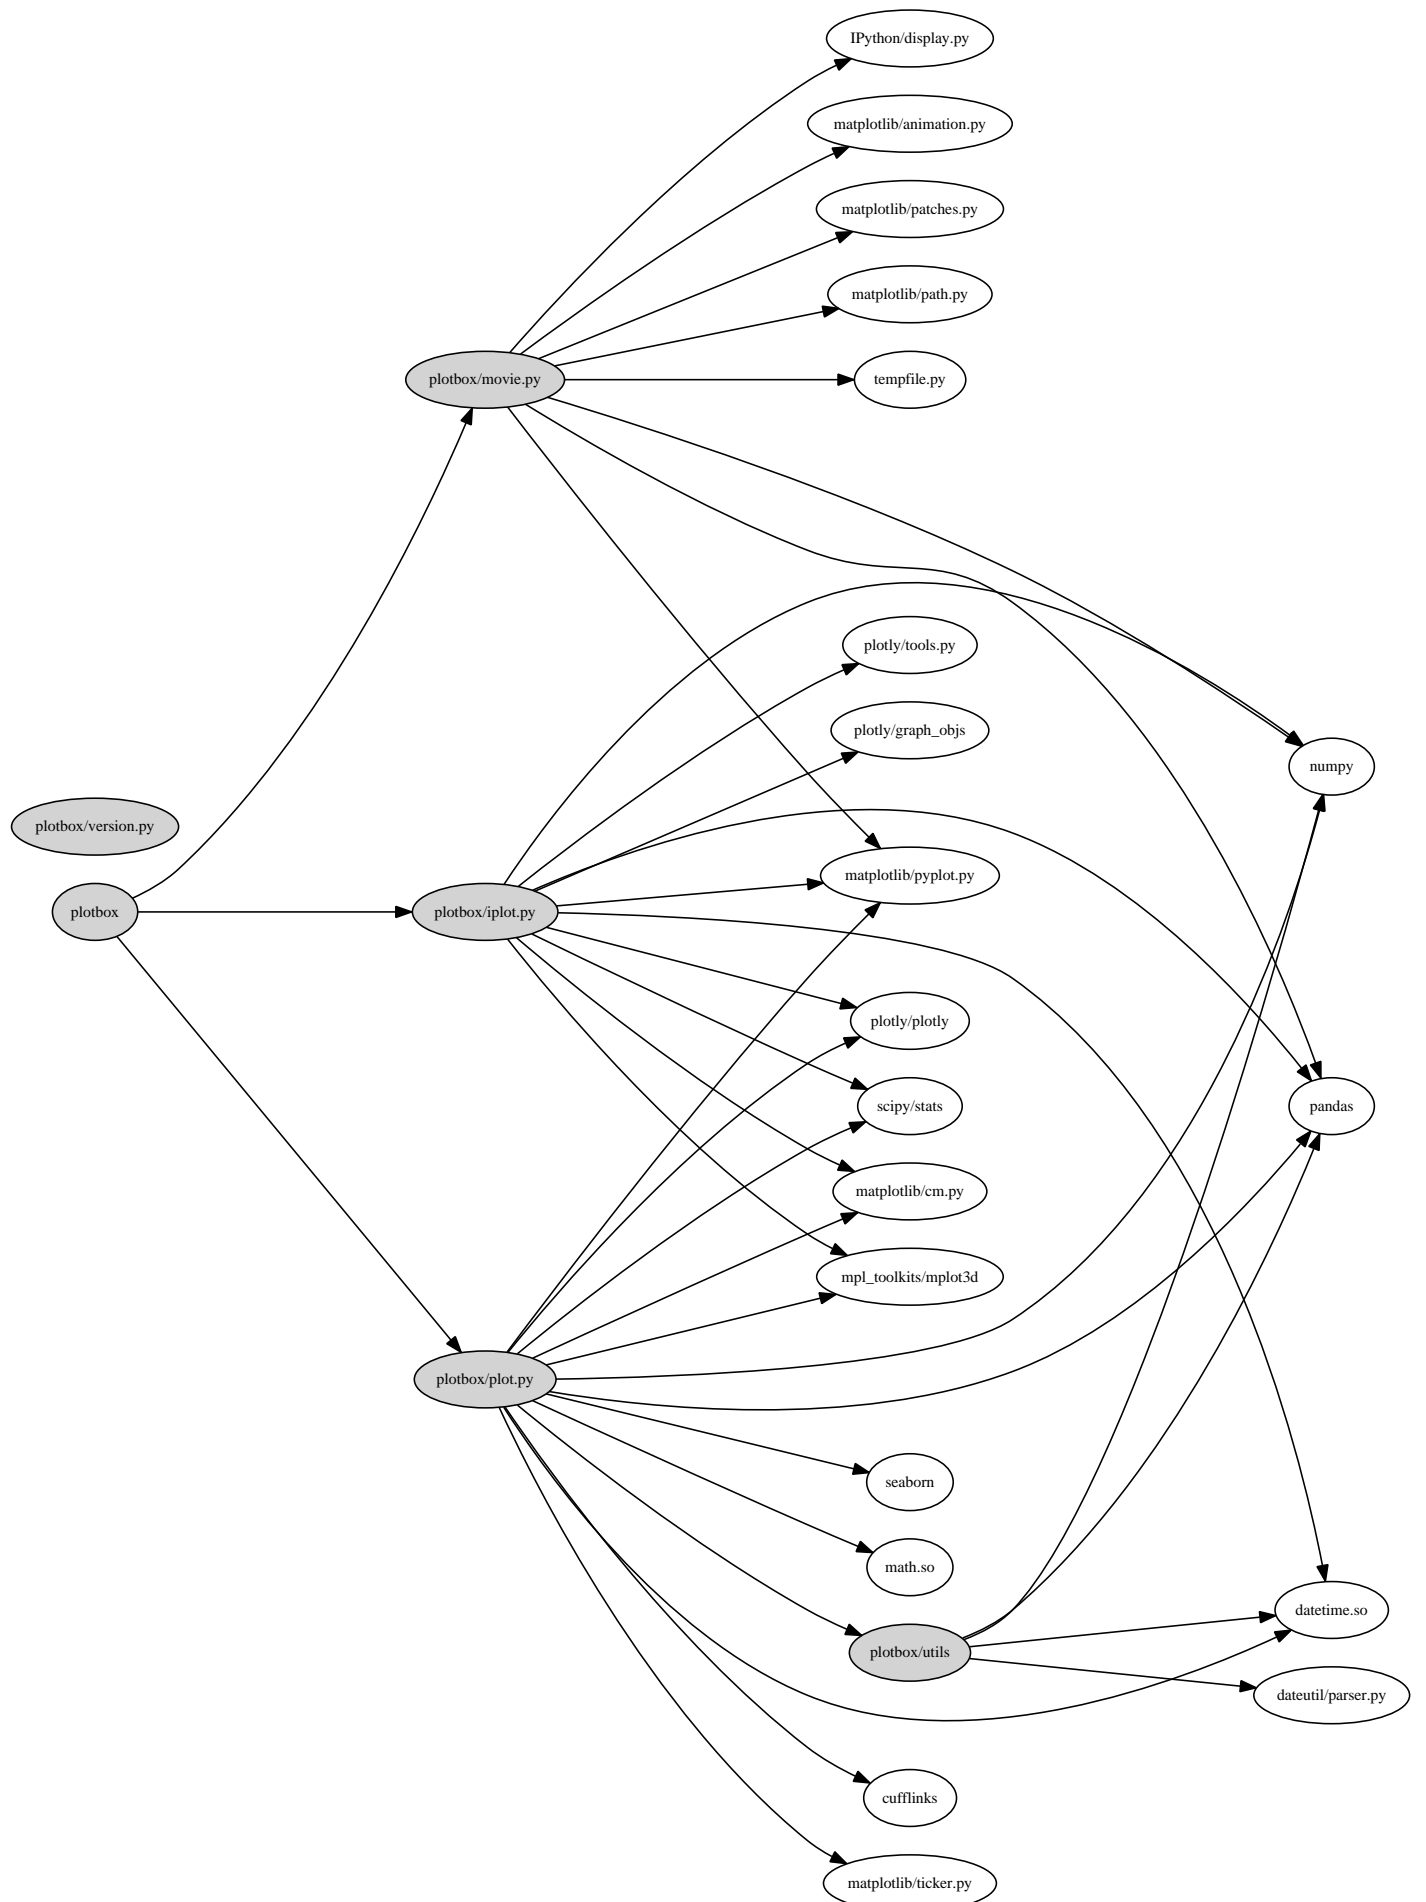 IPython/display.py
matplotlib/animation.py
matplotlib/patches.py
matplotlib/path.py
plotbox/movie.py
tempfile.py
plotly/tools.py
plotly/graph_objs
numpy
plotbox/version.py
matplotlib/pyplot.py
plotbox
plotbox/iplot.py
plotly/plotly
scipy/stats
pandas
matplotlib/cm.py
mpl_toolkits/mplot3d
plotbox/plot.py
seaborn
math.so
datetime.so
plotbox/utils
dateutil/parser.py
cufflinks
matplotlib/ticker.py